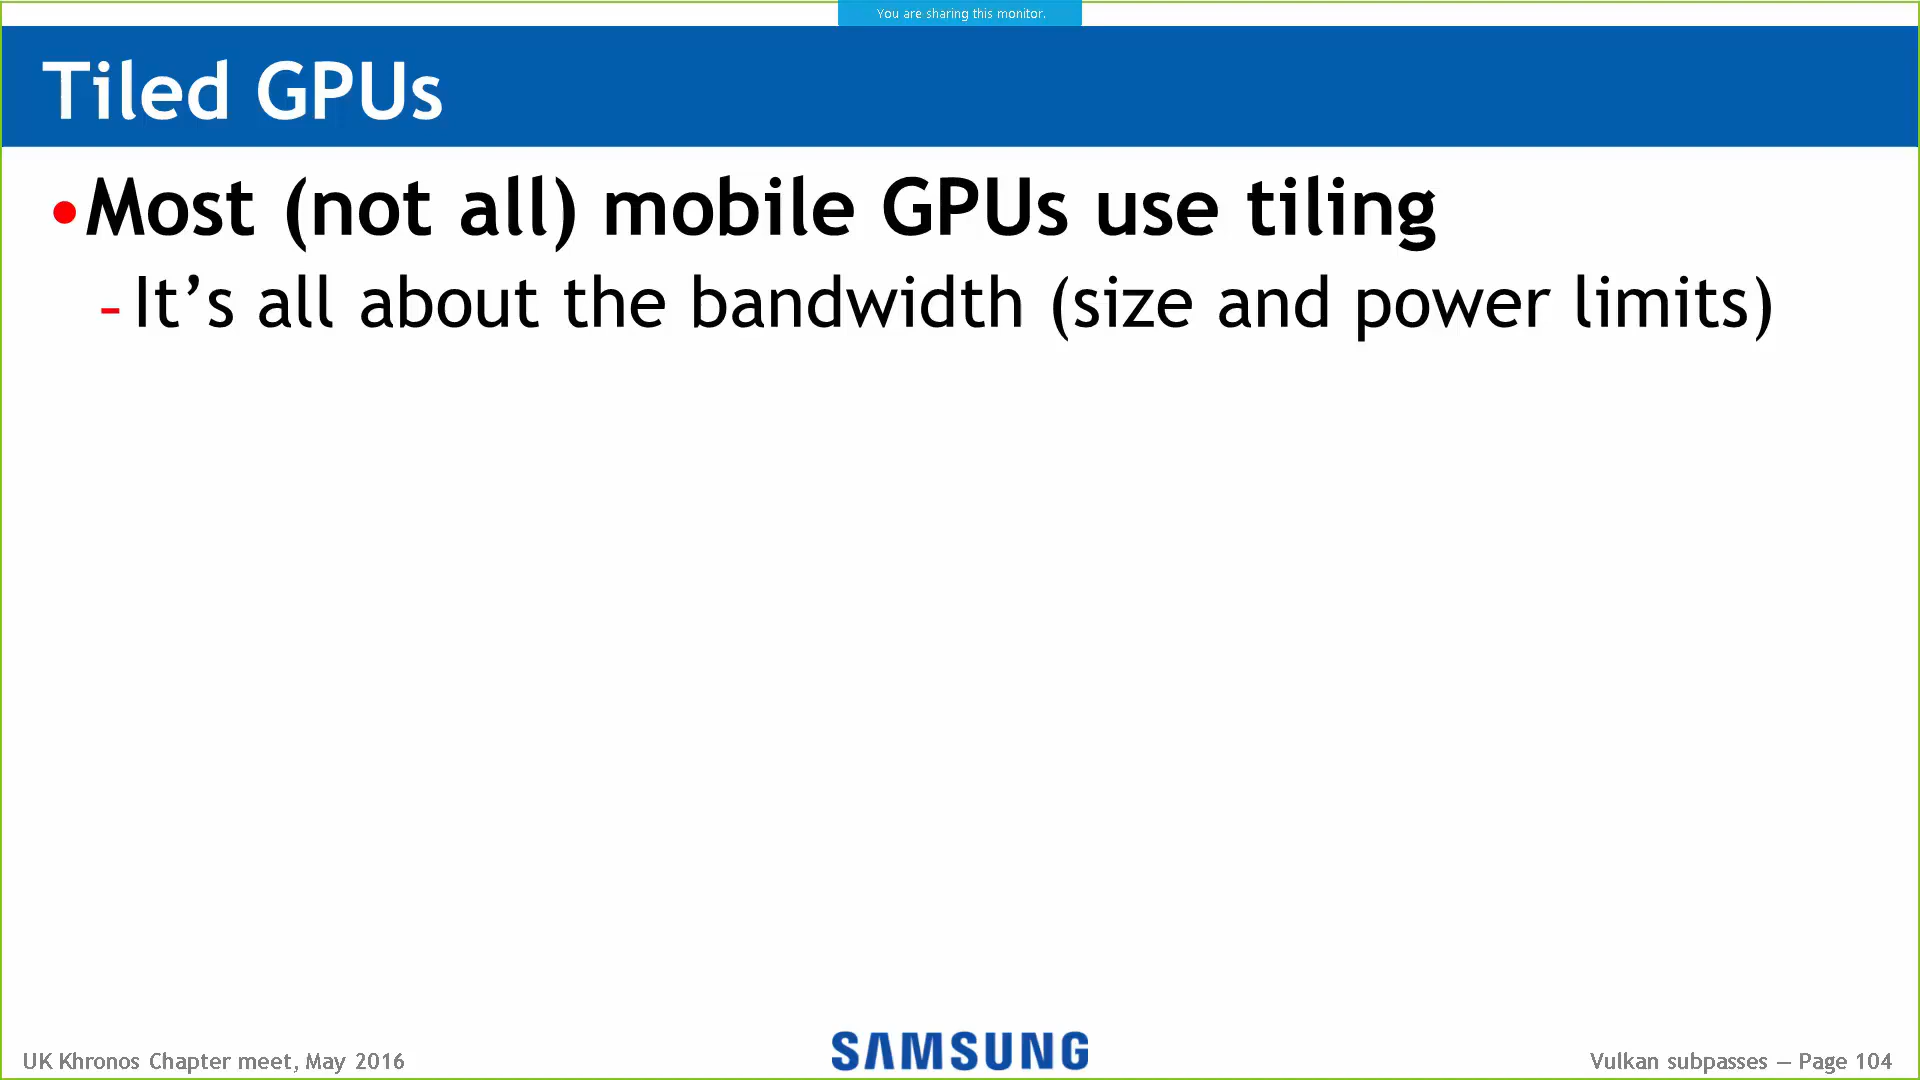 You are sharing this monitor.
Tiled GPUs
•Most (not all) mobile GPUs use tiling
–It’s all about the bandwidth (size and power limits)
UK Khronos Chapter meet, May 2016
SAMSUNG
Vulkan subpasses — Page 104